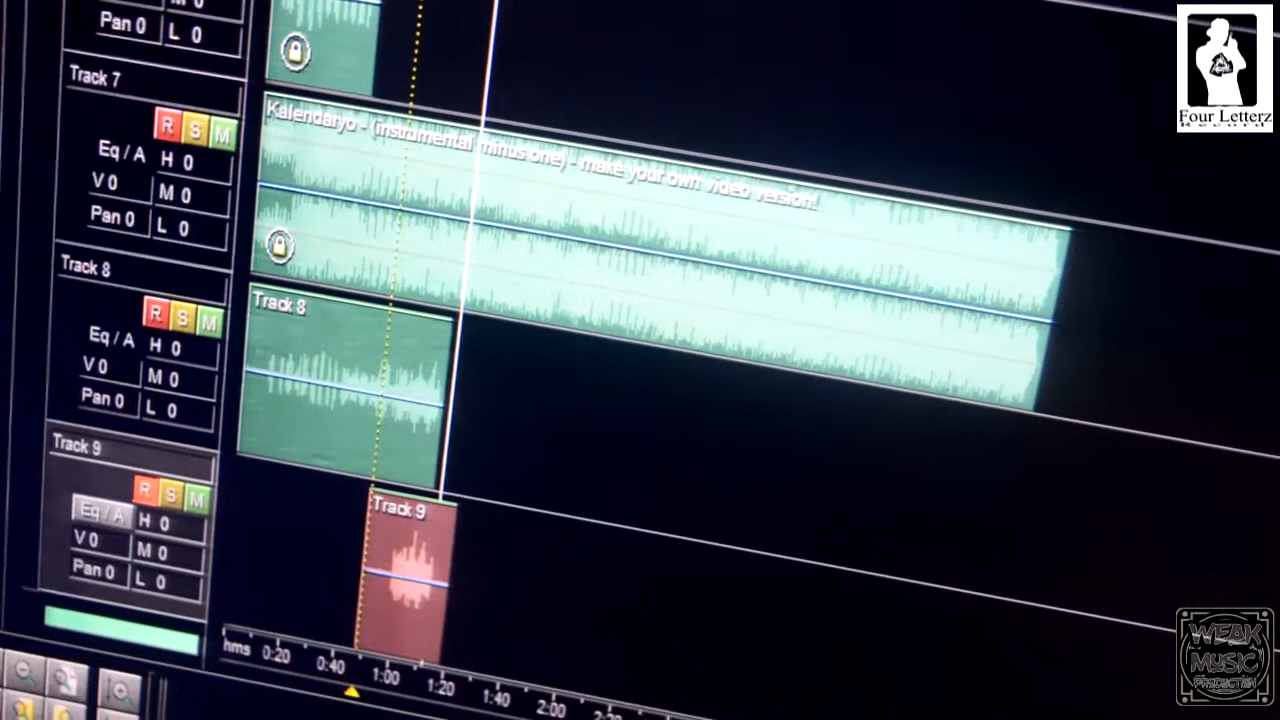 M 0
Pan 0 L 0
Four Letterz
Record
Track 7
R S M
Eq / A H 0
V 0 M 0
Pan 0 L 0
Kalendaryo - (instrumental minus one) - make your own video version!
Track 8
R S M
Eq / A H 0
V 0 M 0
Pan 0 L 0
Track 8
Track 9
R S M
Eq / A H 0
V 0 M 0
Pan 0 L 0
Track 9
hms 0:20 0:40 1:00 1:20 1:40 2:00
WEAK
MUSIC
PRODUCTION